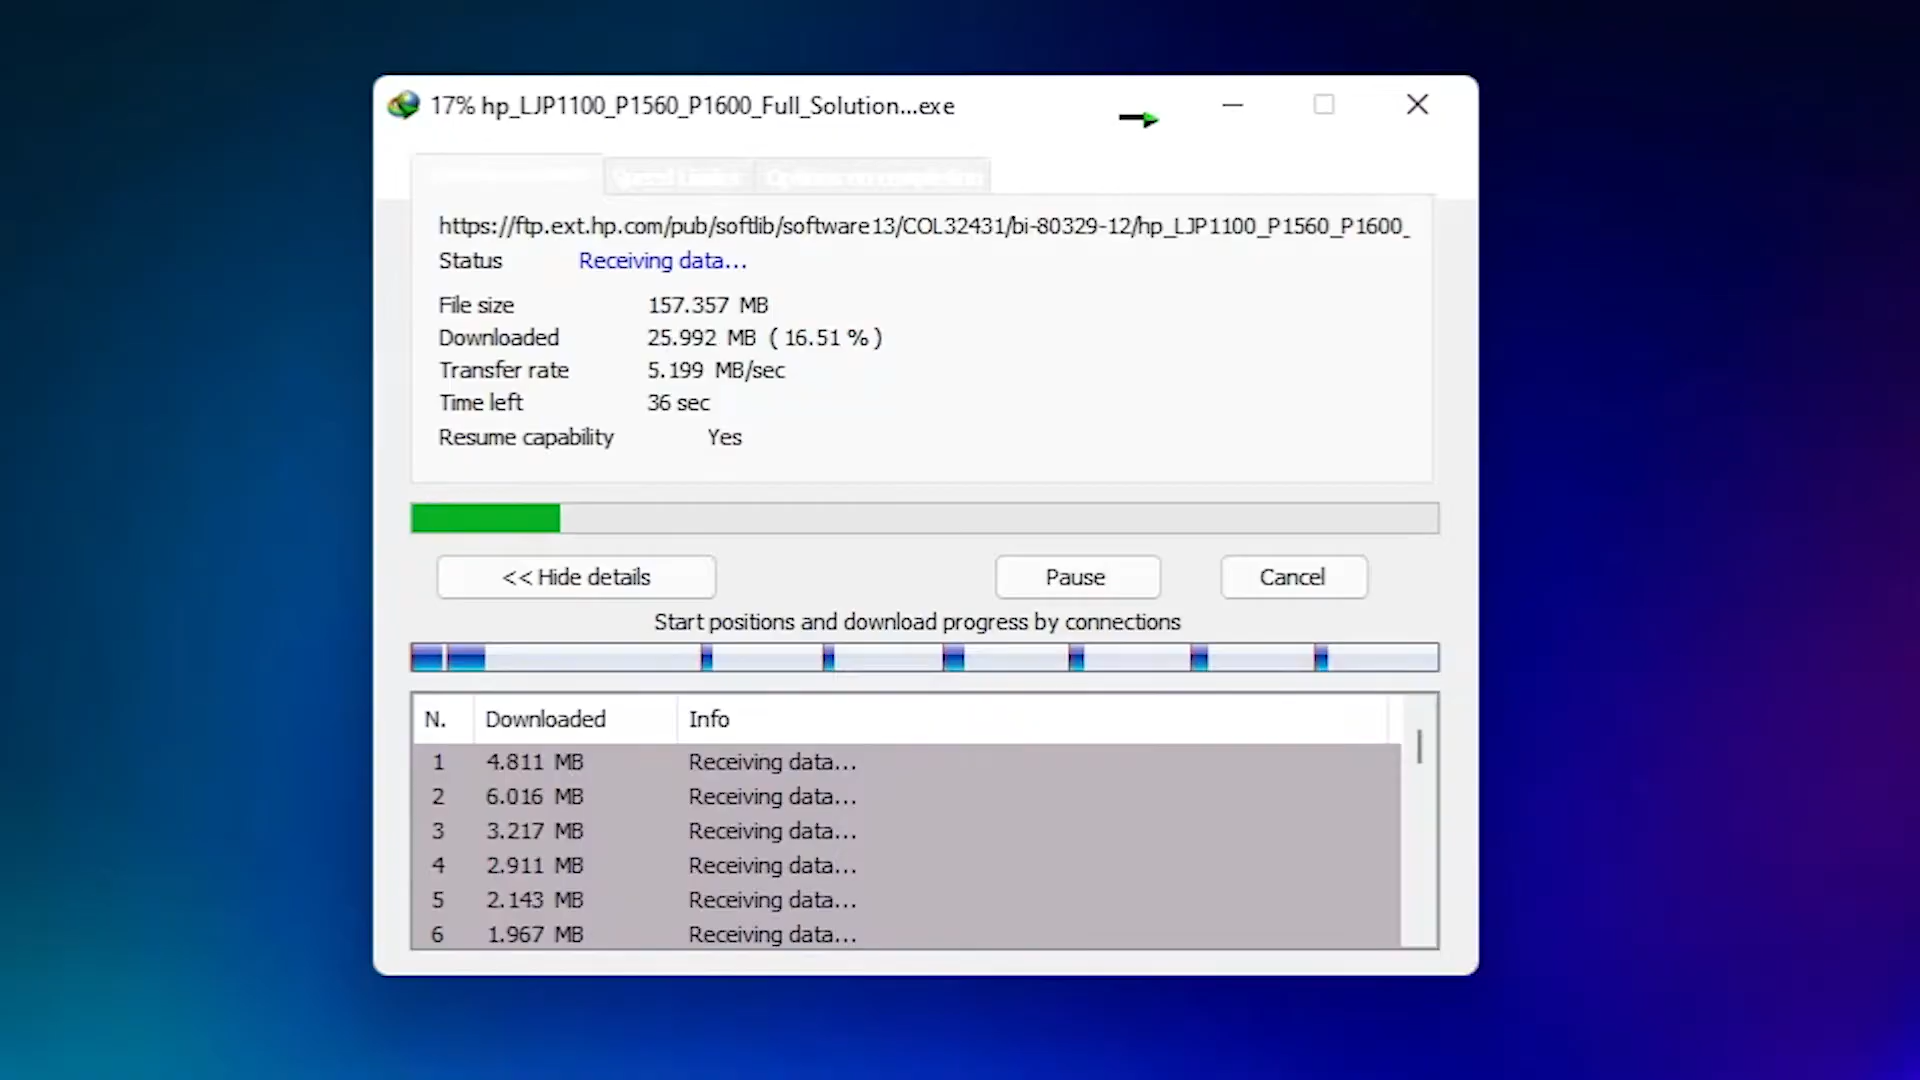 17% hp_LJP1100_P1560_P1600_Full_Solution...exe
https://ftp.ext.hp.com/pub/softlib/software13/COL32431/bi-80329-12/hp_LJP1100_P1560_P1600_
Status Receiving data...
File size 157.357 MB
Downloaded 25.992 MB ( 16.51 % )
Transfer rate 5.199 MB/sec
Time left 36 sec
Resume capability Yes
<< Hide details Pause Cancel
Start positions and download progress by connections
N. Downloaded Info
1 4.811 MB Receiving data...
2 6.016 MB Receiving data...
3 3.217 MB Receiving data...
4 2.911 MB Receiving data...
5 2.143 MB Receiving data...
6 1.967 MB Receiving data...